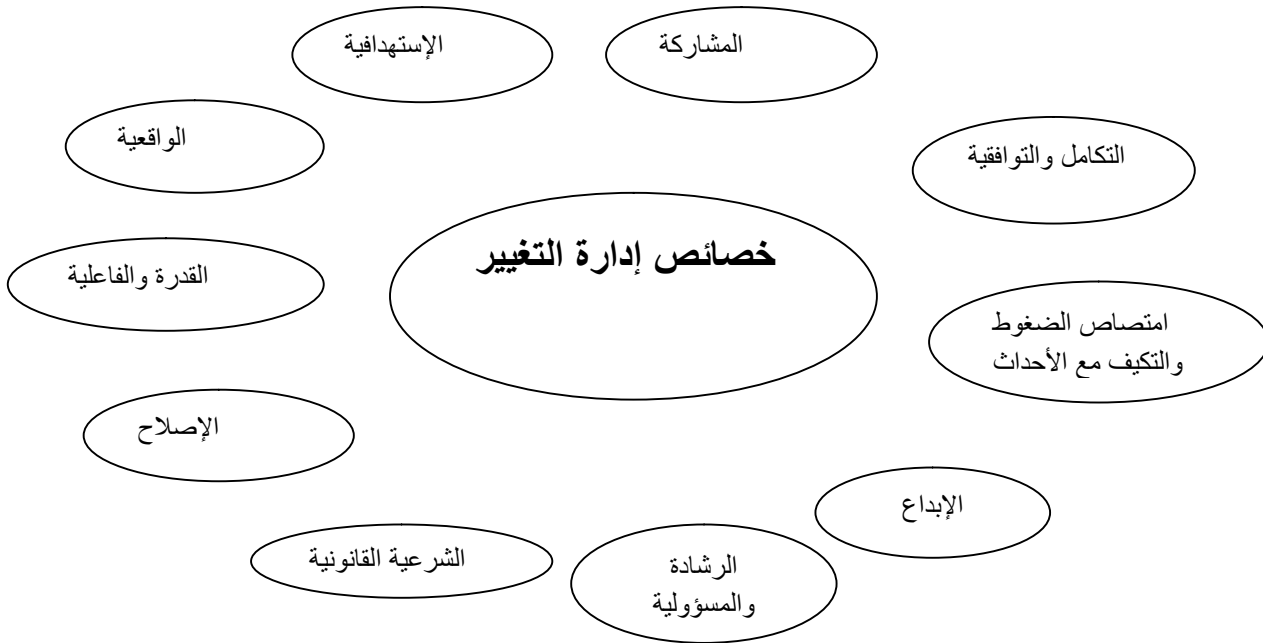 المشاركة
الإستهدافية
الواقعية
التكامل والتوافقية
خصائص إدارة التغيير
القدرة والفاعلية
امتصاص الضغوط
والتكيف مع الأحداث
الإصلاح
الإبداع
الشرعية القانونية
الرشادة
والمسؤولية